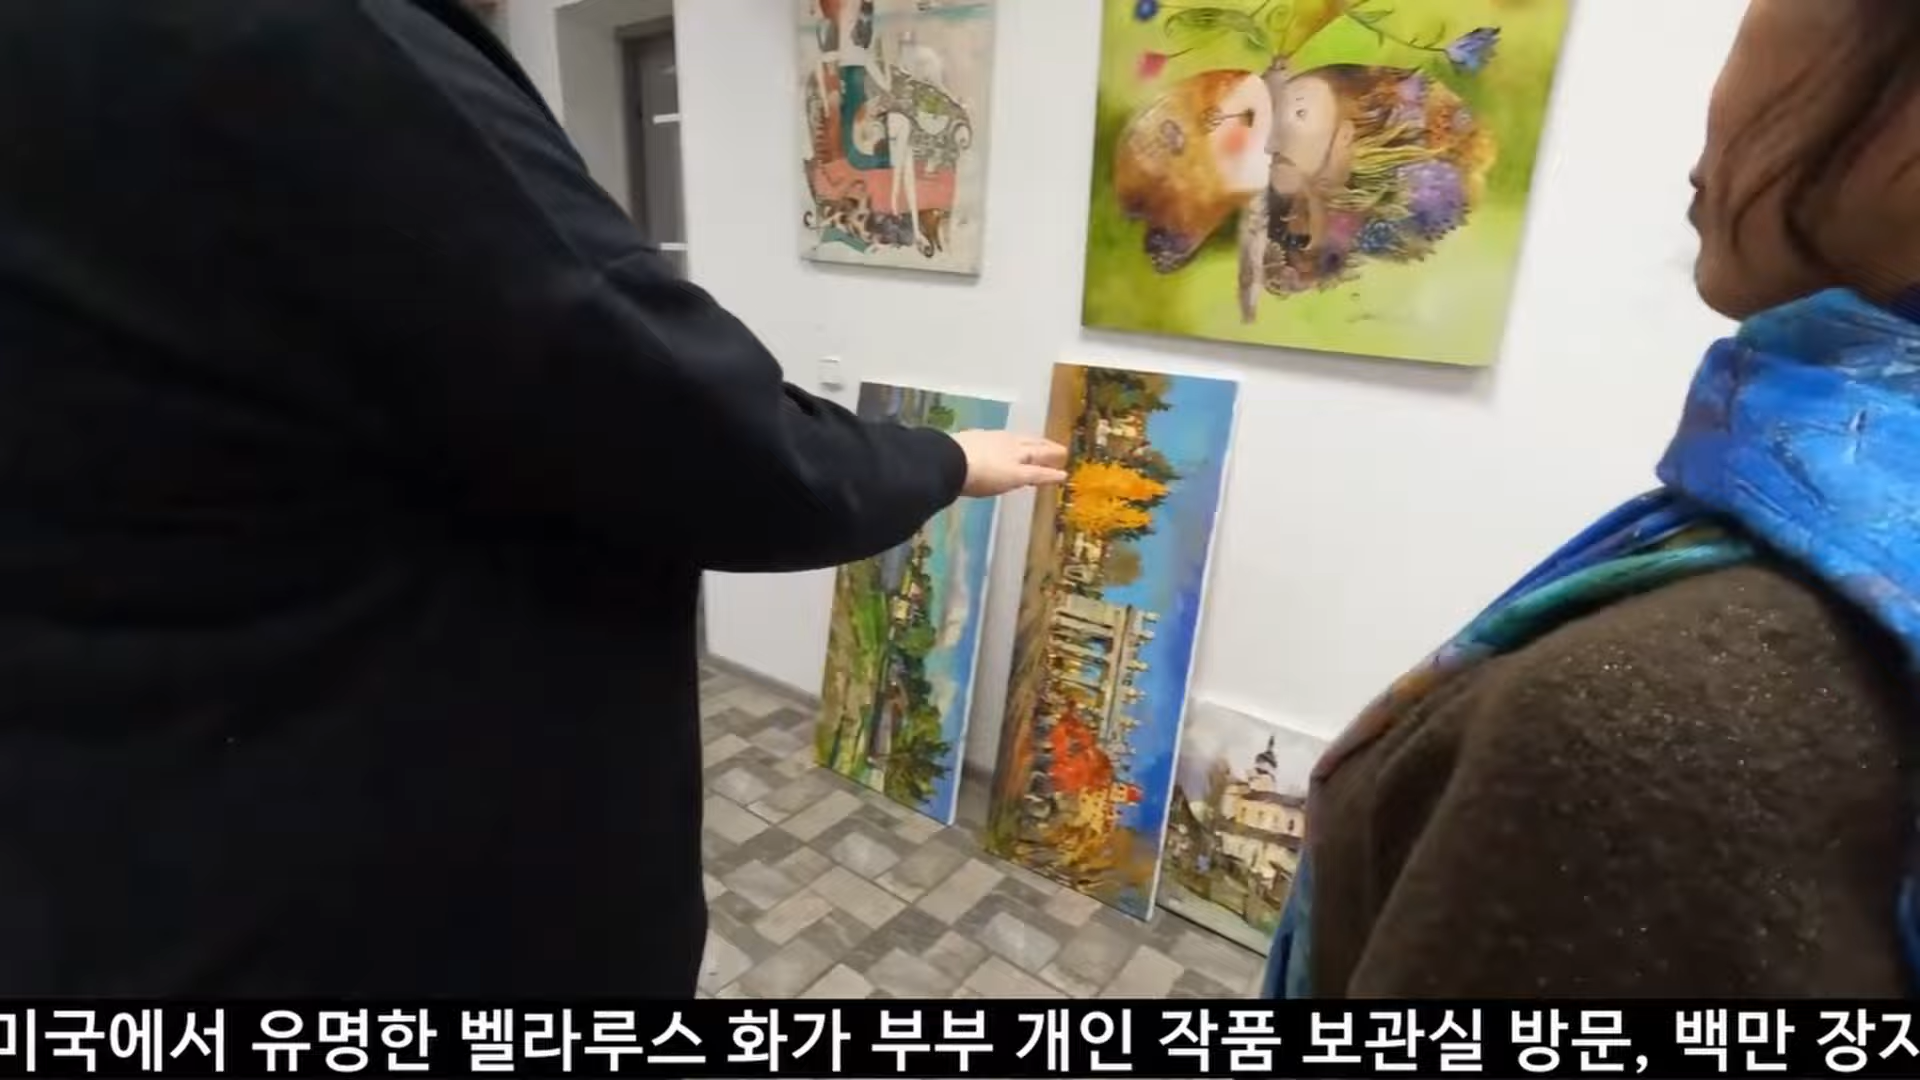 미국에서 유명한 벨라루스 화가 부부 개인 작품 보관실 방문, 백만